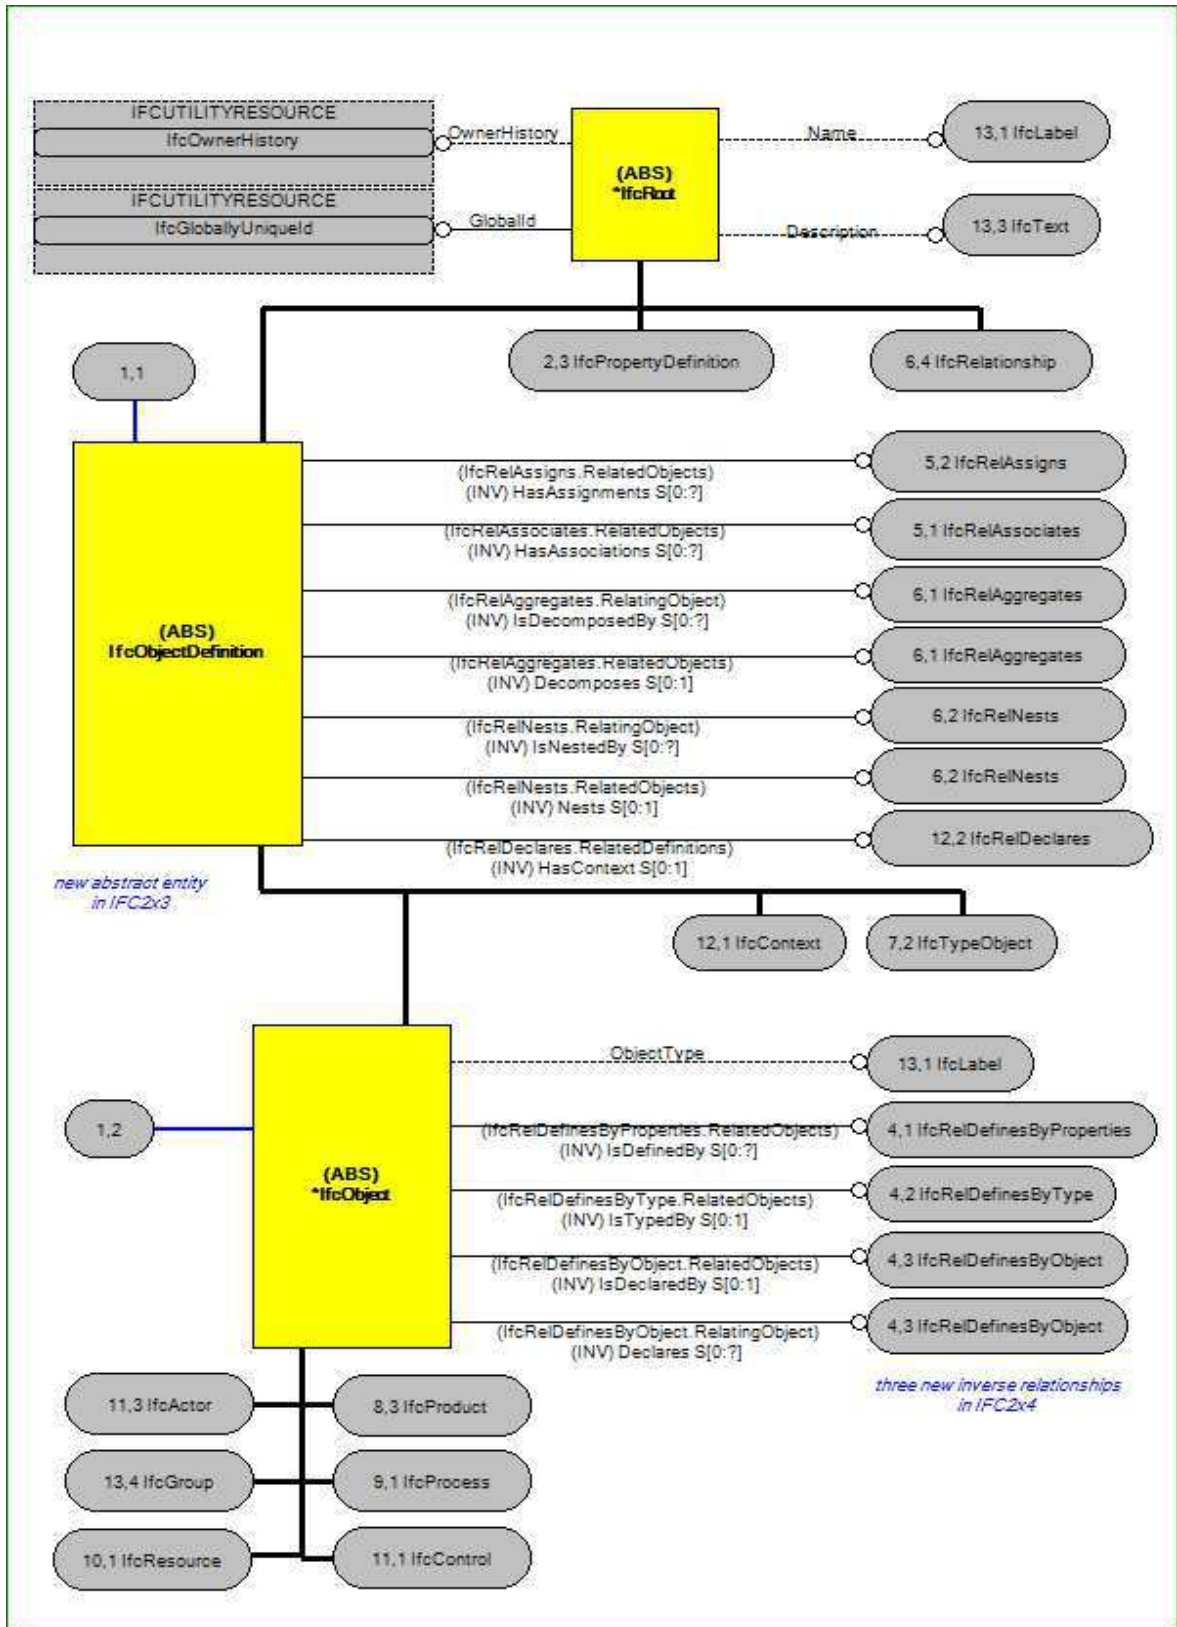 IFCUTILITYRESOURCE
IfcOwnerHistory
OwnerHistory
Name
13,1 IfcLabel
(ABS)
*IfcRoot
IFCUTILITYRESOURCE
IfcGloballyUniqueId
GlobalId
Description
13,3 IfcText
1,1
2,3 IfcPropertyDefinition
6,4 IfcRelationship
(ABS)
IfcObjectDefinition
(IfcRelAssigns.RelatedObjects)
(INV) HasAssignments S[0:?]
5,2 IfcRelAssigns
(IfcRelAssociates.RelatedObjects)
(INV) HasAssociations S[0:?]
5,1 IfcRelAssociates
(IfcRelAggregates.RelatingObject)
(INV) IsDecomposedBy S[0:?]
6,1 IfcRelAggregates
(IfcRelAggregates.RelatedObjects)
(INV) Decomposes S[0:1]
6,1 IfcRelAggregates
(IfcRelNests.RelatingObject)
(INV) IsNestedBy S[0:?]
6,2 IfcRelNests
(IfcRelNests.RelatedObjects)
(INV) Nests S[0:1]
6,2 IfcRelNests
(IfcRelDeclares.RelatedDefinitions)
(INV) HasContext S[0:1]
12,2 IfcRelDeclares
new abstract entity
in IFC2x3
12,1 IfcContext
7,2 IfcTypeObject
1,2
(ABS)
*IfcObject
ObjectType
13,1 IfcLabel
(IfcRelDefinesByProperties.RelatedObjects)
(INV) IsDefinedBy S[0:?]
4,1 IfcRelDefinesByProperties
(IfcRelDefinesByType.RelatedObjects)
(INV) IsTypedBy S[0:1]
4,2 IfcRelDefinesByType
(IfcRelDefinesByObject.RelatedObjects)
(INV) IsDeclaredBy S[0:1]
4,3 IfcRelDefinesByObject
(IfcRelDefinesByObject.RelatingObject)
(INV) Declares S[0:?]
4,3 IfcRelDefinesByObject
three new inverse relationships
in IFC2x4
11,3 IfcActor
8,3 IfcProduct
13,4 IfcGroup
9,1 IfcProcess
10,1 IfcResource
11,1 IfcControl